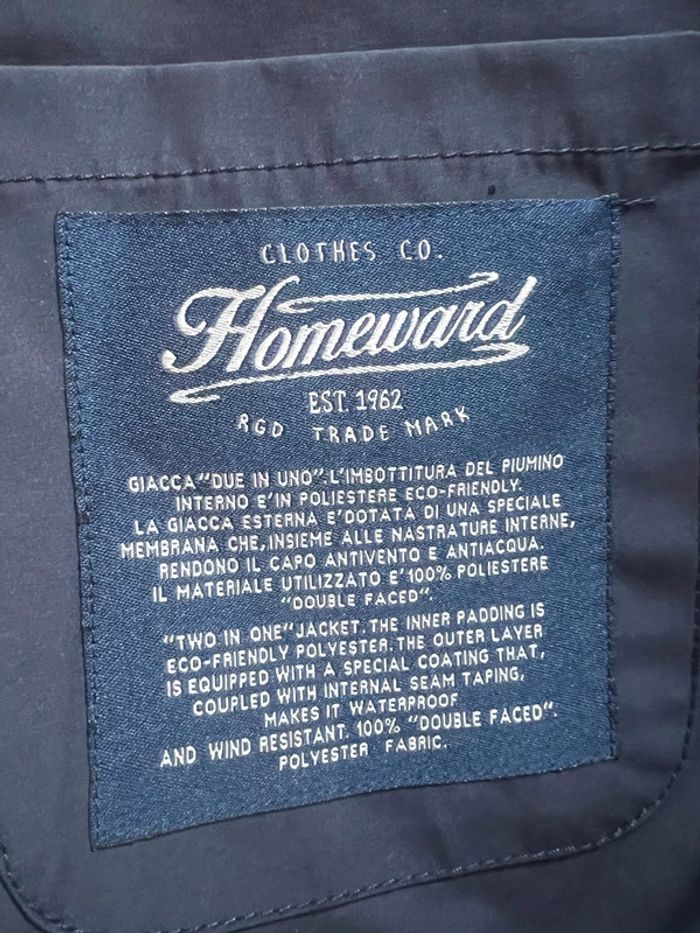 CLOTHES CO.
Homeward
EST. 1962
RGD TRADE MARK
GIACCA "DUE IN UNO". L'IMBOTTITURA DEL PIUMINO
INTERNO E' IN POLIESTERE ECO-FRIENDLY.
LA GIACCA ESTERNA E' DOTATA DI UNA SPECIALE
MEMBRANA CHE, INSIEME ALLE NASTRATURE INTERNE,
RENDONO IL CAPO ANTIVENTO E ANTIACQUA.
IL MATERIALE UTILIZZATO E' 100% POLIESTERE
"DOUBLE FACED".
"TWO IN ONE" JACKET. THE INNER PADDING IS
ECO-FRIENDLY POLYESTER. THE OUTER LAYER
IS EQUIPPED WITH A SPECIAL COATING THAT,
COUPLED WITH INTERNAL SEAM TAPING,
MAKES IT WATERPROOF
AND WIND RESISTANT. 100% "DOUBLE FACED".
POLYESTER FABRIC.